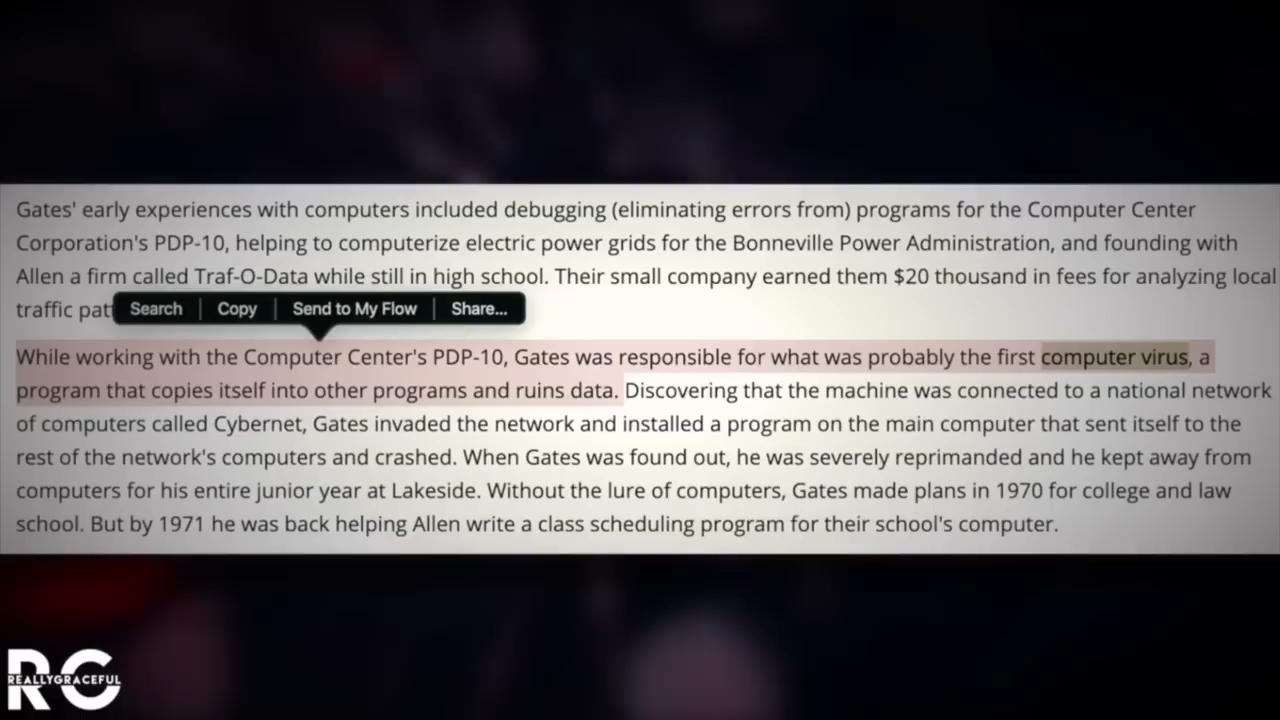 Gates' early experiences with computers included debugging (eliminating errors from) programs for the Computer Center
Corporation's PDP-10, helping to computerize electric power grids for the Bonneville Power Administration, and founding with
Allen a firm called Traf-O-Data while still in high school. Their small company earned them $20 thousand in fees for analyzing local
traffic pat
Search Copy Send to My Flow Share...
While working with the Computer Center's PDP-10, Gates was responsible for what was probably the first computer virus, a
program that copies itself into other programs and ruins data. Discovering that the machine was connected to a national network
of computers called Cybernet, Gates invaded the network and installed a program on the main computer that sent itself to the
rest of the network's computers and crashed. When Gates was found out, he was severely reprimanded and he kept away from
computers for his entire junior year at Lakeside. Without the lure of computers, Gates made plans in 1970 for college and law
school. But by 1971 he was back helping Allen write a class scheduling program for their school's computer.
RG
REALLYGRACEFUL